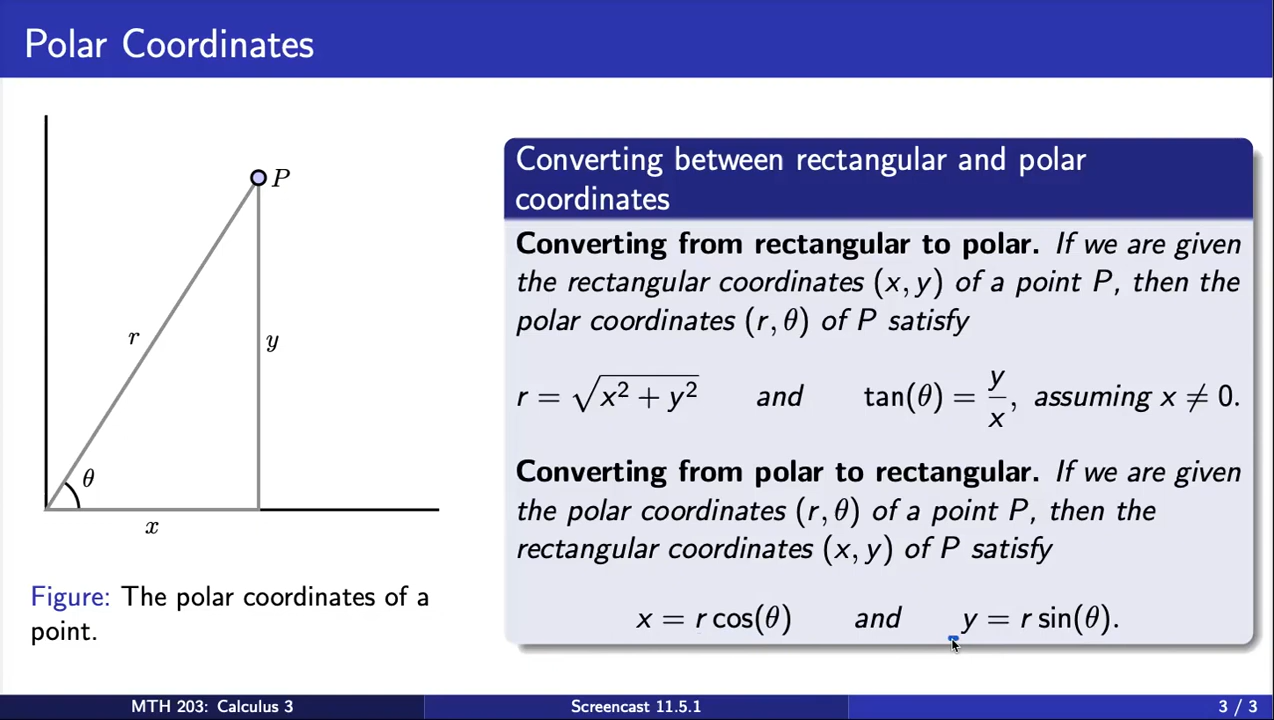 Polar Coordinates
P
r
y
θ
x
Figure: The polar coordinates of a
point.
Converting between rectangular and polar
coordinates
Converting from rectangular to polar. If we are given
the rectangular coordinates (x, y) of a point P, then the
polar coordinates (r, θ) of P satisfy
r = √(x² + y²) and tan(θ) = y/x, assuming x ≠ 0.
Converting from polar to rectangular. If we are given
the polar coordinates (r, θ) of a point P, then the
rectangular coordinates (x, y) of P satisfy
x = r cos(θ) and y = r sin(θ).
MTH 203: Calculus 3 Screencast 11.5.1 3 / 3